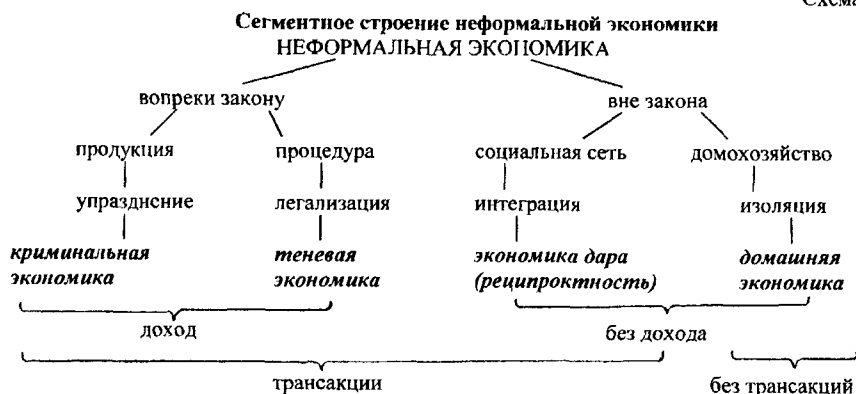 Схема
Сегментное строение неформальной экономики
НЕФОРМАЛЬНАЯ ЭКОНОМИКА
вопреки закону вне закона
продукция процедура социальная сеть домохозяйство
упразднение легализация интеграция изоляция
криминальная теневая экономика дара домашняя
экономика экономика (реципроктность) экономика
доход без дохода
трансакции без трансакций